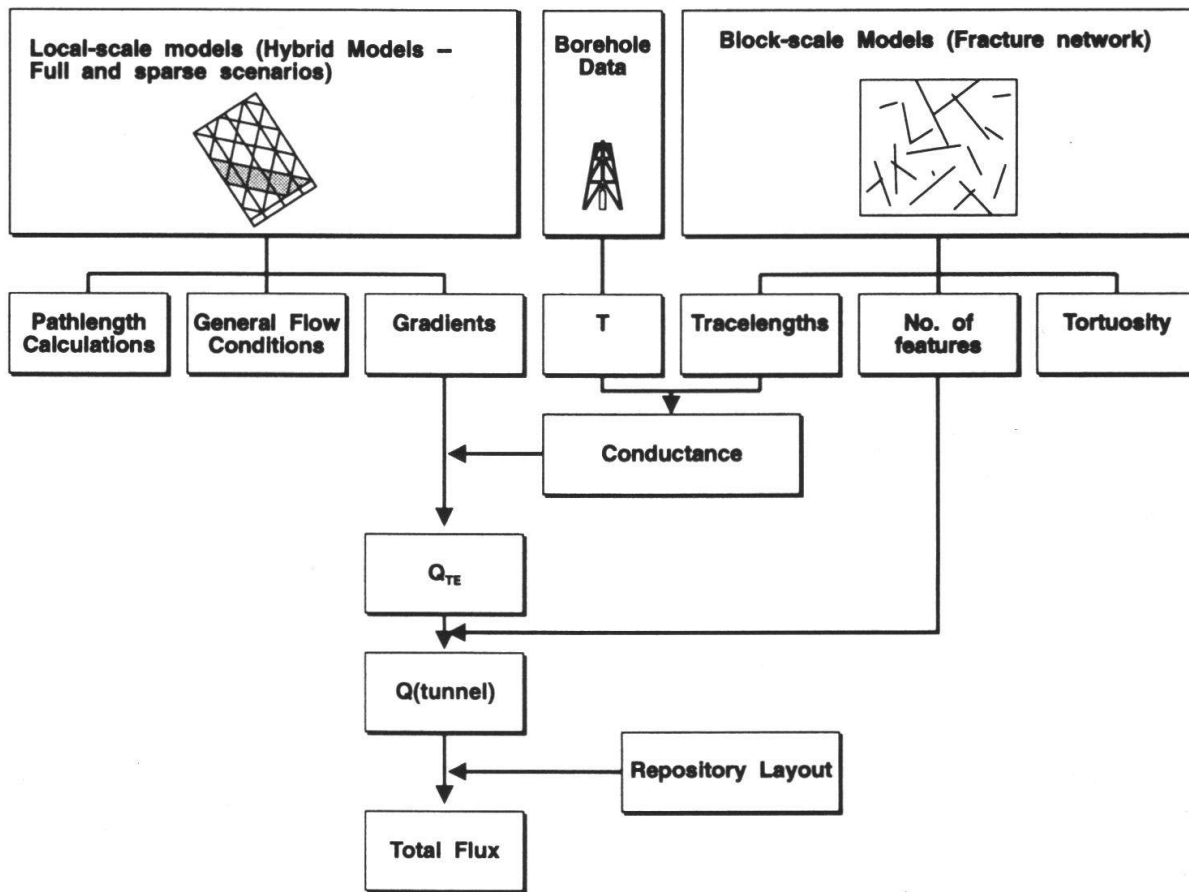 Local-scale models (Hybrid Models –
Full and sparse scenarios)
Borehole
Data
Block-scale Models (Fracture network)
Pathlength
Calculations
General Flow
Conditions
Gradients
T
Tracelengths
No. of
features
Tortuosity
Conductance
QTE
Q(tunnel)
Repository Layout
Total Flux